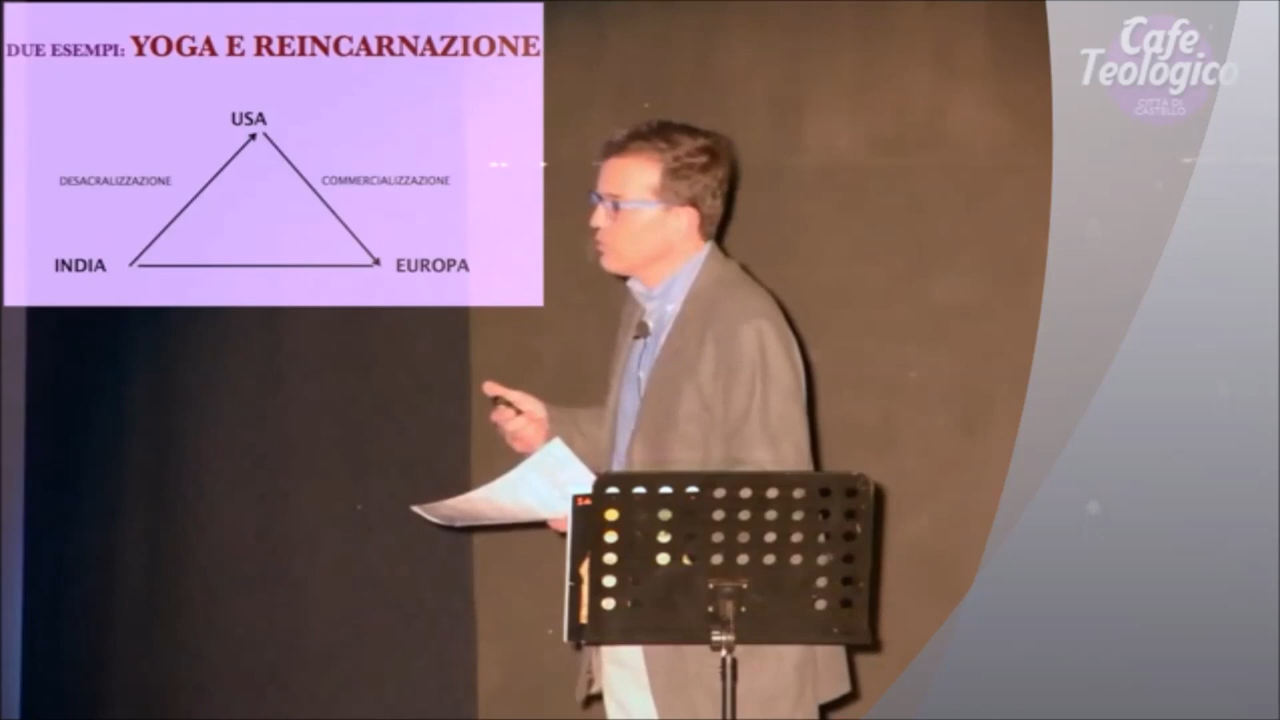 DUE ESEMPI: YOGA E REINCARNAZIONE
USA
DESACRALIZZAZIONE
COMMERCIALIZZAZIONE
INDIA
EUROPA
Cafe
Teologico
CITTÀ DI
CASTELLO